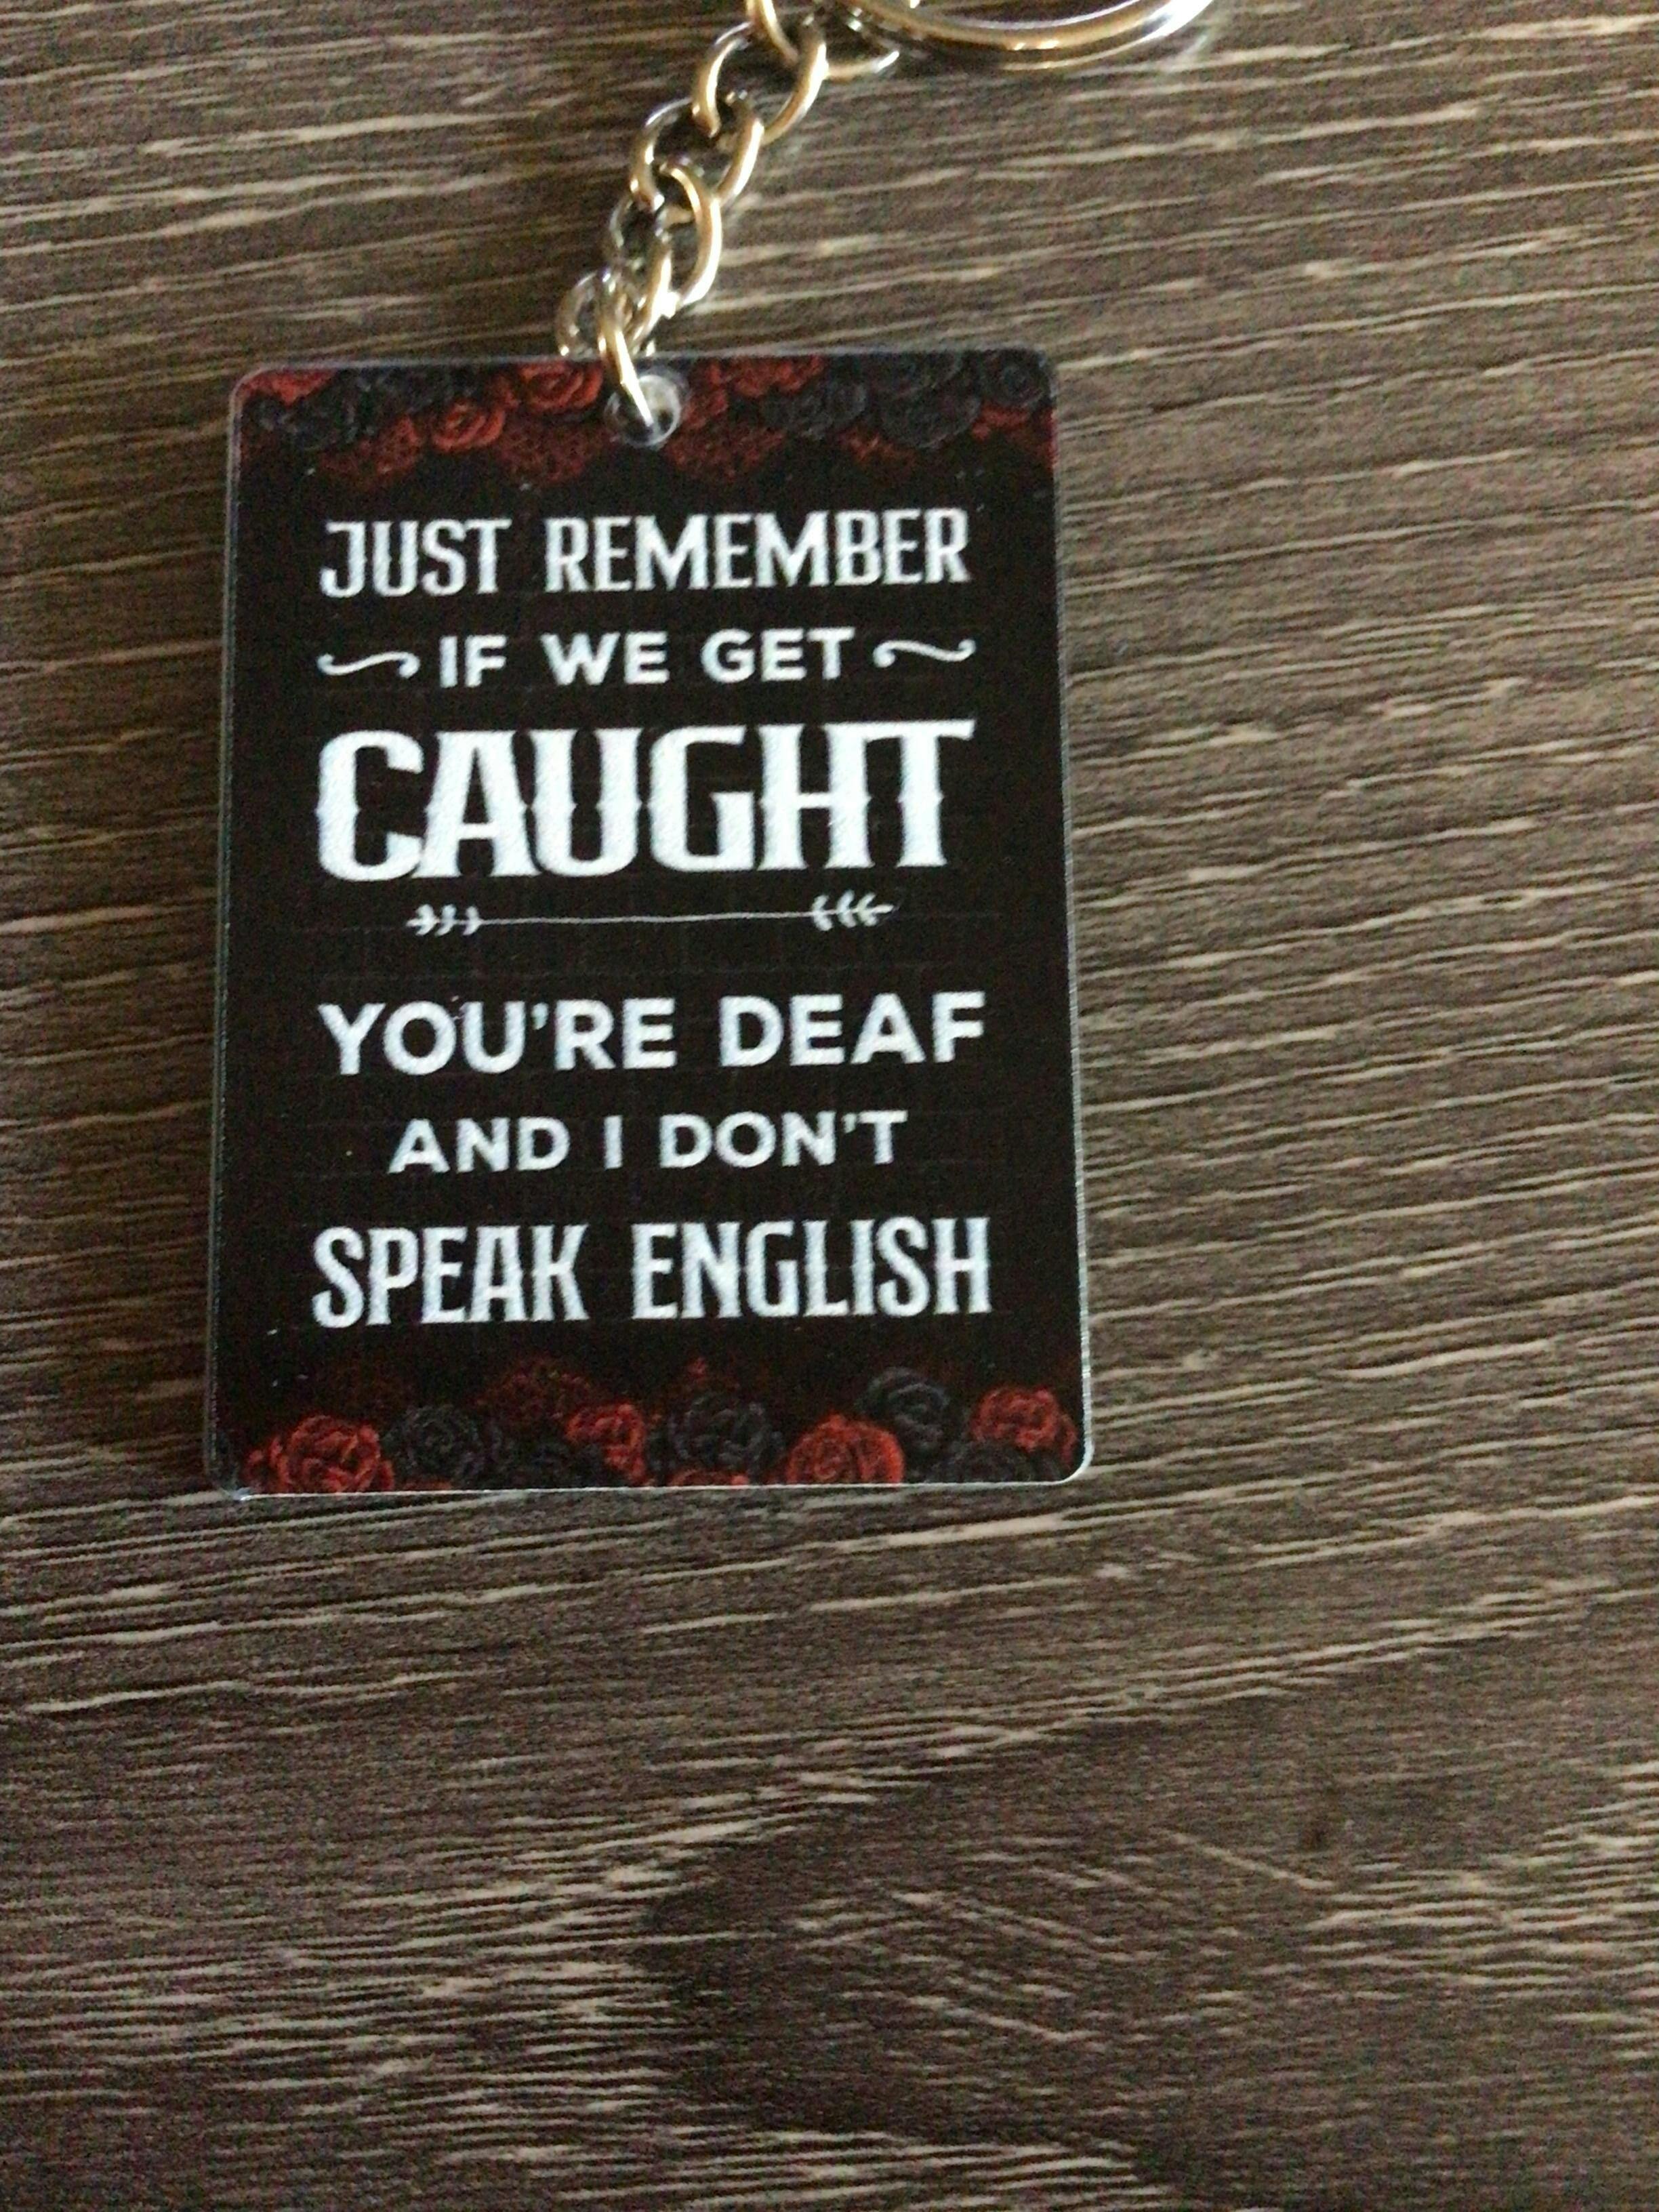 JUST REMEMBER
IF WE GET
CAUGHT
YOU'RE DEAF
AND I DON'T
SPEAK ENGLISH